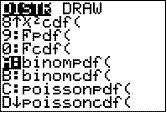 DISTR DRAW
8↑χ²cdf(
9:Fpdf(
0:Fcdf(
A:binompdf(
B:binomcdf(
C:poissonpdf(
D↓poissoncdf(